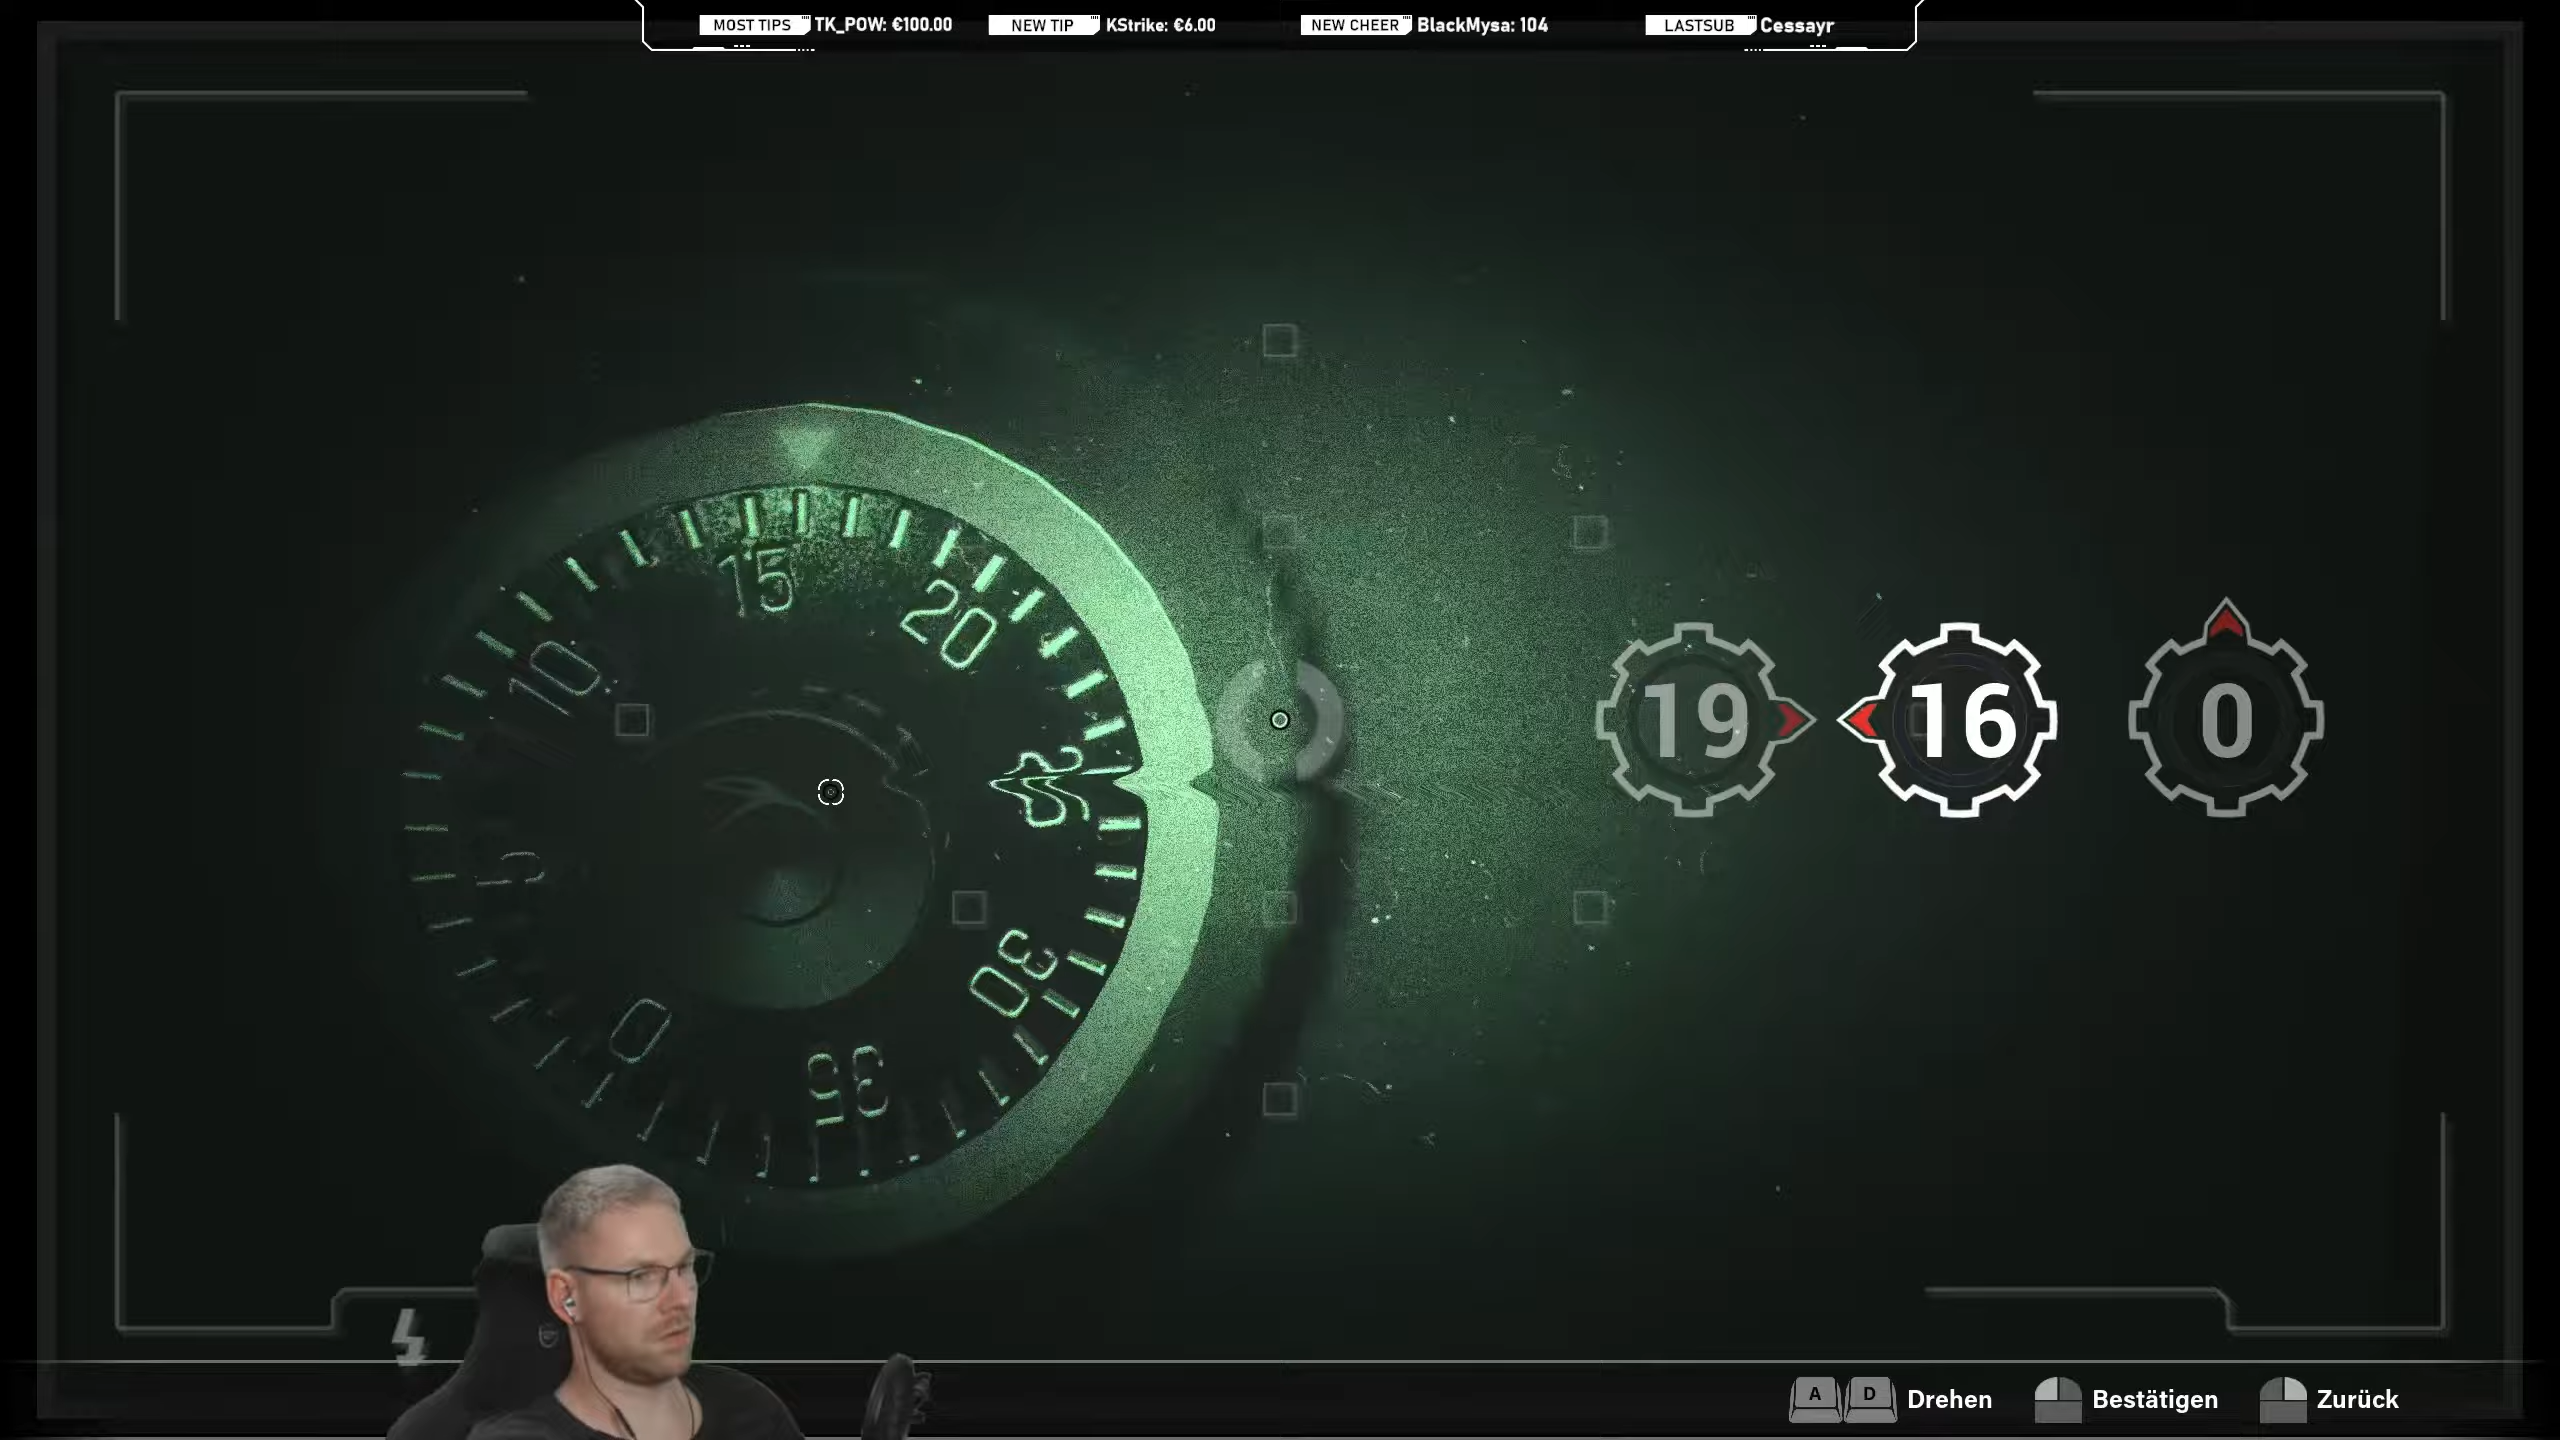 MOST TIPS TK_POW: €100.00 NEW TIP KStrike: €6.00 NEW CHEER BlackMysa: 104 LASTSUB Cessayr
15
20
10
19 16 0
5
30
0
35
A D Drehen Bestätigen Zurück